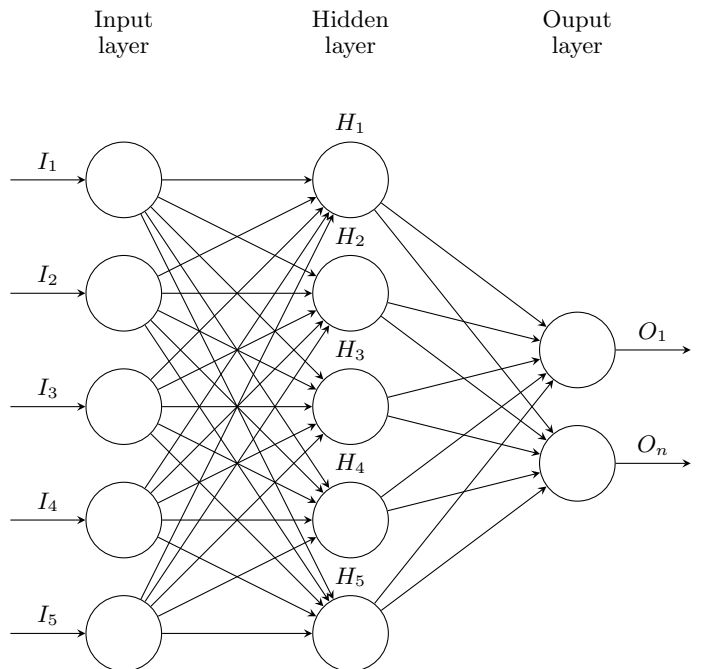 Input
layer
Hidden
layer
Ouput
layer
H1
I1
H2
I2
H3
O1
I3
H4
On
I4
H5
I5